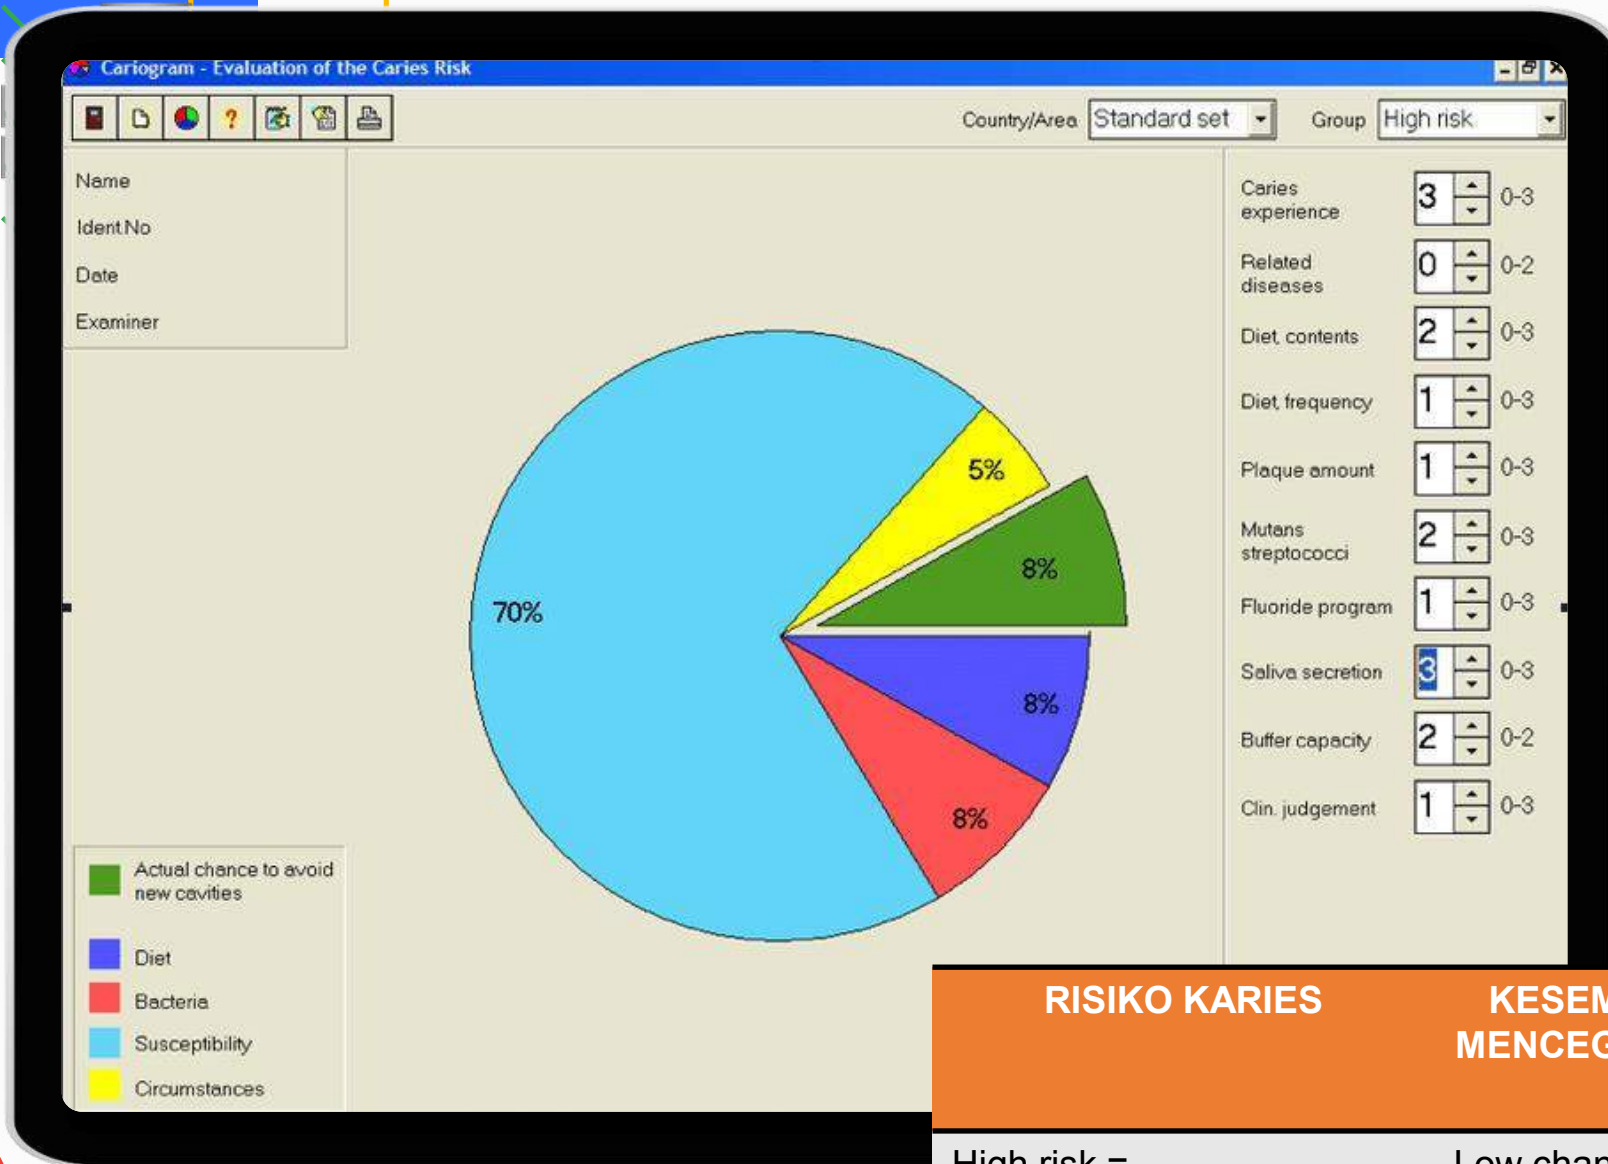 Cariogram - Evaluation of the Caries Risk
?
Country/Area Standard set Group High risk
Name
Ident.No
Date
Examiner
Caries
experience 3 0-3
Related
diseases 0 0-2
Diet, contents 2 0-3
Diet, frequency 1 0-3
Plaque amount 1 0-3
Mutans
streptococci 2 0-3
Fluoride program 1 0-3
Saliva secretion 3 0-3
Buffer capacity 2 0-2
Clin. judgement 1 0-3
5%
8%
70%
8%
8%
Actual chance to avoid
new cavities
Diet
Bacteria
Susceptibility
Circumstances
RISIKO KARIES
High risk =
Low